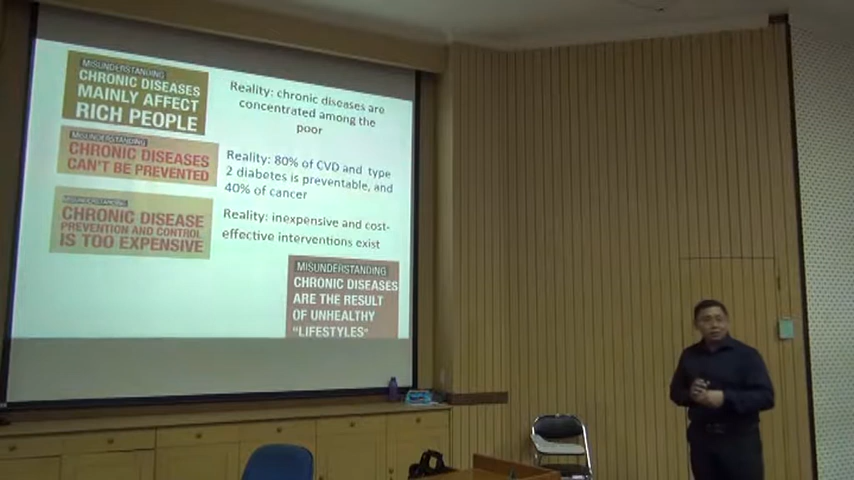 MISUNDERSTANDING
CHRONIC DISEASES
MAINLY AFFECT
RICH PEOPLE
Reality: chronic diseases are
concentrated among the
poor
MISUNDERSTANDING
CHRONIC DISEASES
CAN'T BE PREVENTED
Reality: 80% of CVD and type
2 diabetes is preventable, and
40% of cancer
MISUNDERSTANDING
CHRONIC DISEASE
PREVENTION AND CONTROL
IS TOO EXPENSIVE
Reality: inexpensive and cost-
effective interventions exist
MISUNDERSTANDING
CHRONIC DISEASES
ARE THE RESULT
OF UNHEALTHY
"LIFESTYLES"